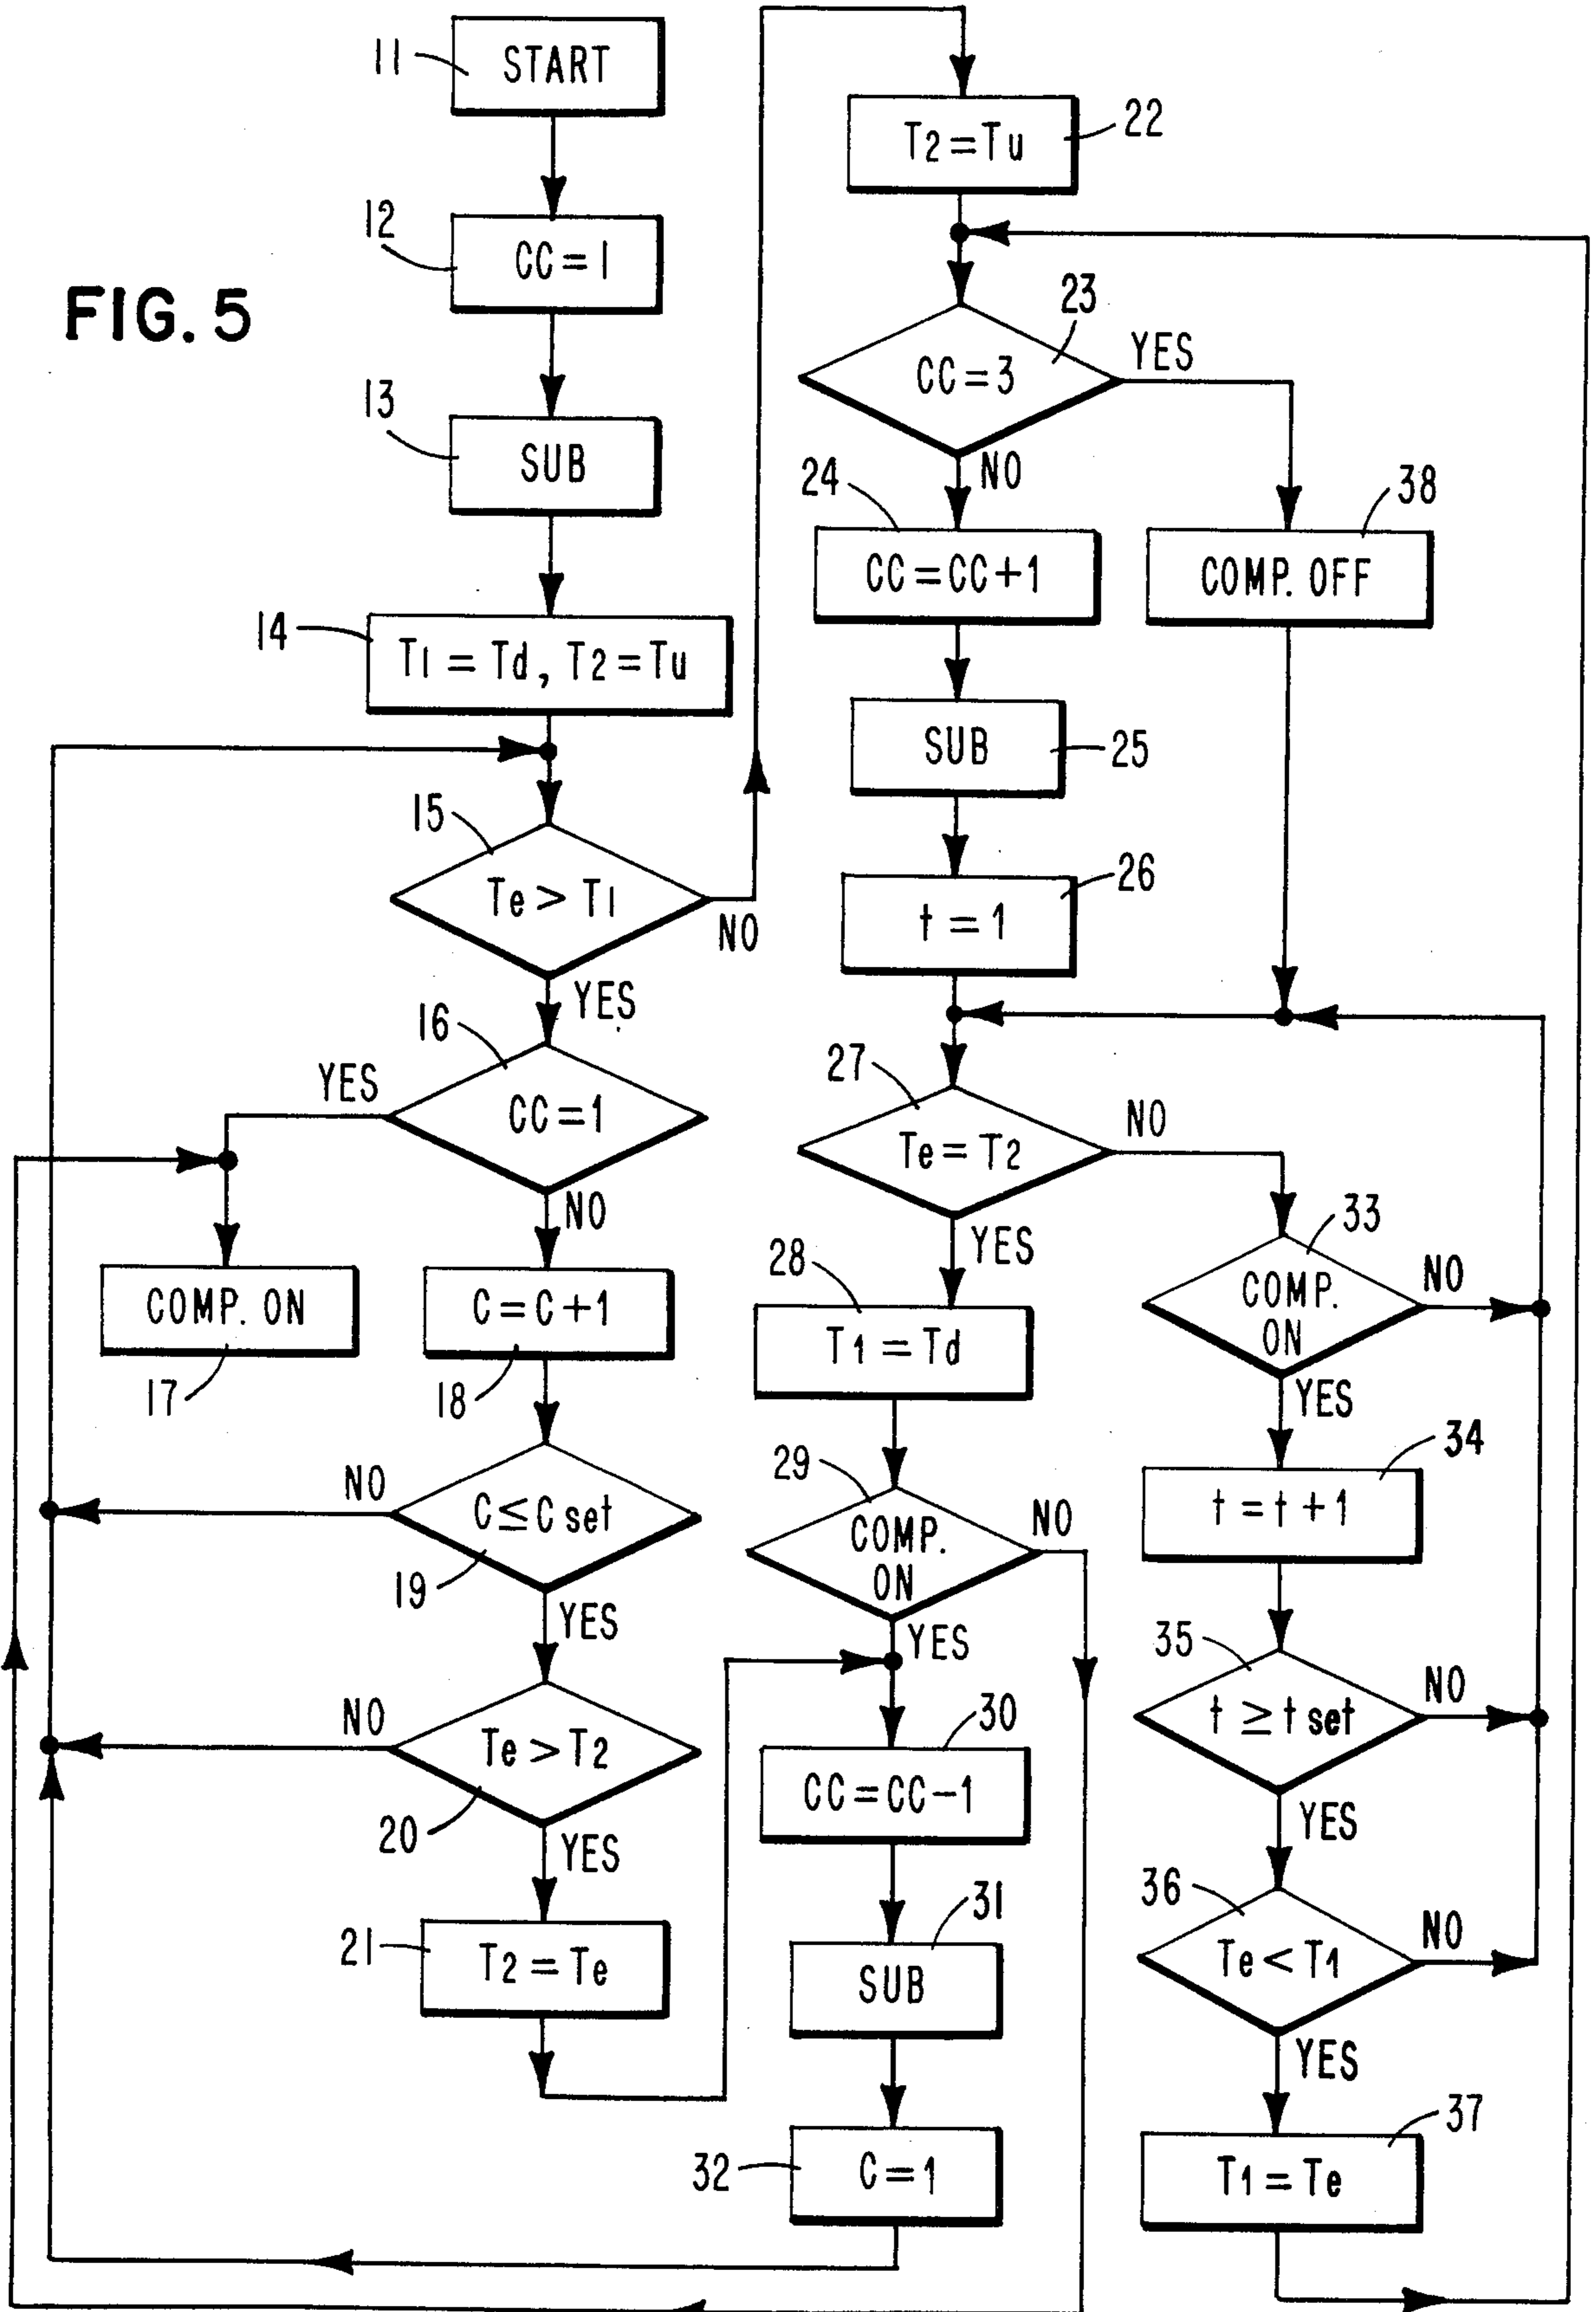 FIG. 5
11
START
12
CC = 1
13
SUB
14
T1 = Td, T2 = Tu
15
Te > T1
NO
YES
16
YES
CC = 1
NO
COMP. ON
17
C = C + 1
18
NO
C ≤ C set
19
YES
NO
Te > T2
20
YES
21
T2 = Te
T2 = Tu
22
23
CC = 3
YES
NO
24
CC = CC + 1
38
COMP. OFF
SUB
25
26
t = 1
27
Te = T2
NO
YES
28
T1 = Td
29
COMP.
ON
NO
YES
30
CC = CC - 1
31
SUB
32
C = 1
33
COMP.
ON
NO
YES
34
t = t + 1
35
t ≥ t set
NO
YES
36
Te < T1
NO
YES
37
T1 = Te